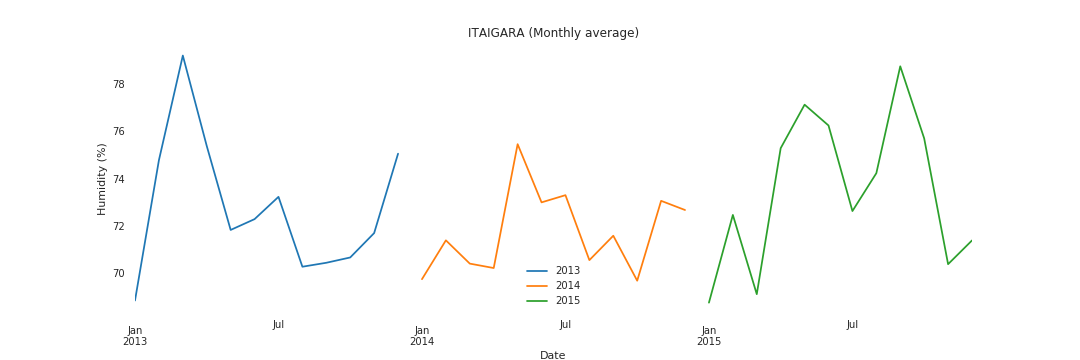 ITAIGARA (Monthly average)
Humidity (%)
78
76
74
72
70
2013
2014
2015
Jan
2013
Jul
Jan
2014
Jul
Jan
2015
Jul
Date